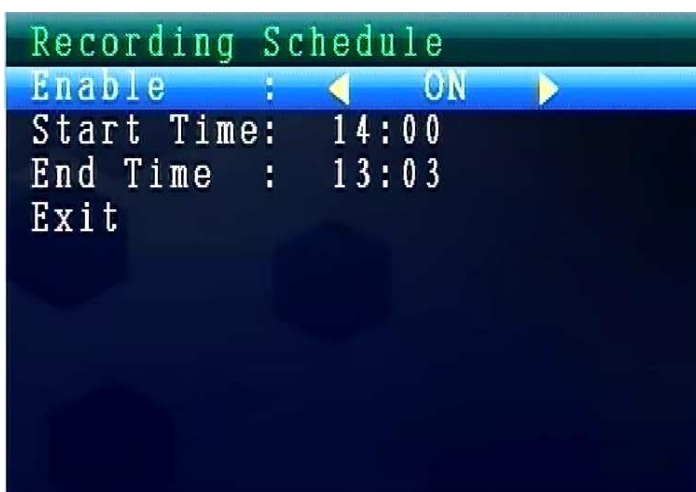 Recording Schedule
Enable : ON
Start Time: 14:00
End Time : 13:03
Exit